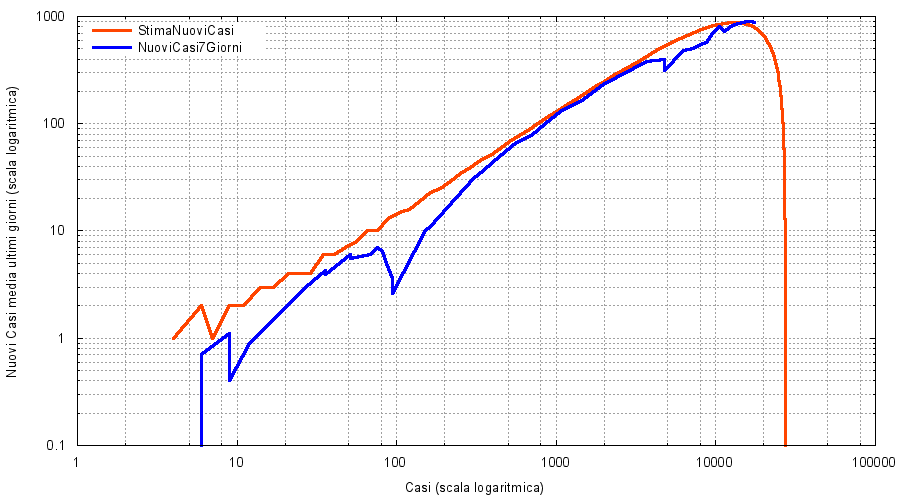 StimaNuoviCasi
NuoviCasi7Giorni
Nuovi Casi media ultimi giorni (scala logaritmica)
1000
100
10
1
0.1
1 10 100 1000 10000 100000
Casi (scala logaritmica)